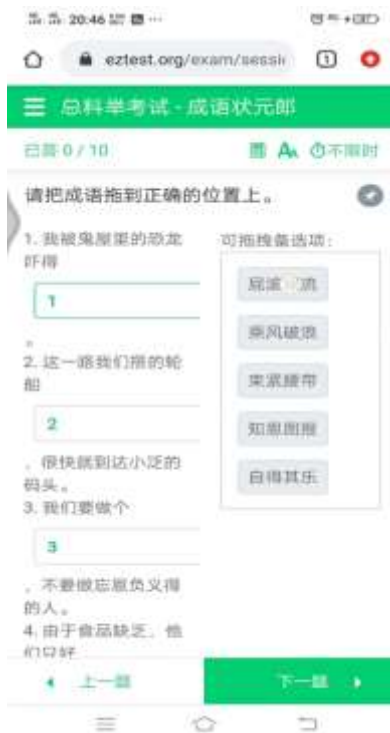 20:46
eztest.org/exam/sessi
1
总科举考试 - 成语状元郎
已答 0 / 10
AA 不限时
请把成语拖到正确的位置上。
1. 我被鬼屋里的恐龙
吓得
1
。
2. 这一路我们搭的轮
船
2
，很快就到达小泛的
码头。
3. 我们要做个
3
，不要做忘恩负义得
的人。
4. 由于食品缺乏，他
们只好
可拖拽备选项：
屁滚尿流
乘风破浪
束紧腰带
知恩图报
自得其乐
上一题
下一题